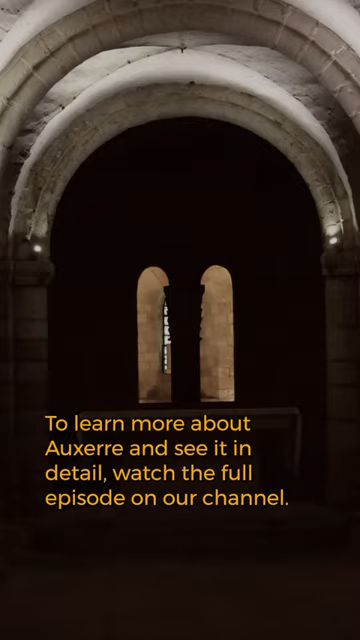 To learn more about
Auxerre and see it in
detail, watch the full
episode on our channel.